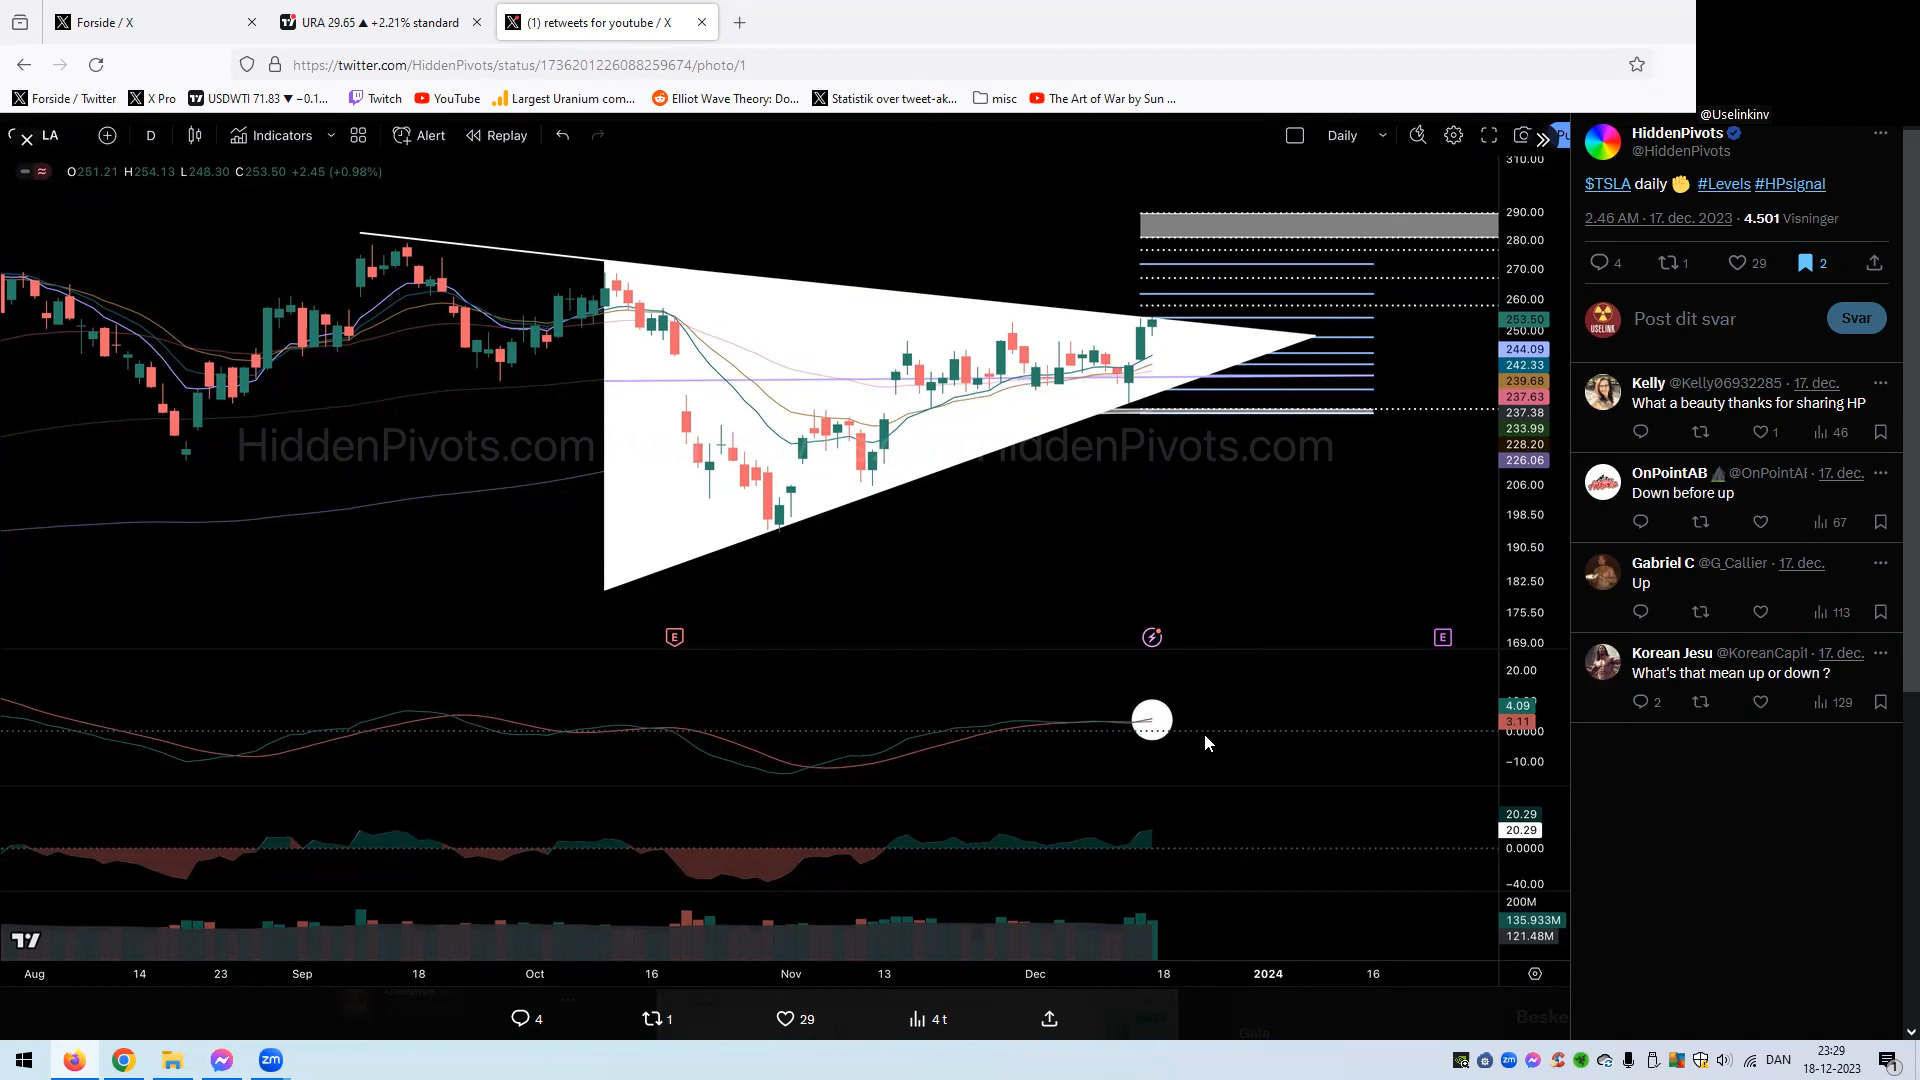 Forside / X
URA 29.65 ▲ +2.21% standard
(1) retweets for youtube / X
https://twitter.com/HiddenPivots/status/1736201226088259674/photo/1
Forside / Twitter
X Pro
USDWTI 71.83 ▼ −0.1...
Twitch
YouTube
Largest Uranium com...
Elliot Wave Theory: Do...
Statistik over tweet-ak...
misc
The Art of War by Sun ...
@Uselinkinv
LA
D
Indicators
Alert
Replay
Daily
O251.21 H254.13 L248.30 C253.50 +2.45 (+0.98%)
310.00
290.00
280.00
270.00
260.00
253.50
250.00
244.09
242.33
239.68
237.63
237.38
233.99
228.20
226.06
206.00
198.50
190.50
182.50
175.50
169.00
HiddenPivots.com
HiddenPivots.com
E
E
20.00
4.09
3.11
0.0000
−10.00
20.29
20.29
0.0000
−40.00
200M
135.933M
121.48M
Aug 14 23 Sep 18 Oct 16 Nov 13 Dec 18 2024 16
4
1
29
4 t
HiddenPivots
@HiddenPivots
$TSLA daily ✊ #Levels #HPsignal
2.46 AM · 17. dec. 2023 · 4.501 Visninger
4 1 29 2
USELINK
Post dit svar
Svar
Kelly @Kelly06932285 · 17. dec.
What a beauty thanks for sharing HP
1 46
OnPointAB @OnPointAB · 17. dec.
Down before up
67
Gabriel C @G_Callier · 17. dec.
Up
113
Korean Jesu @KoreanCapit · 17. dec.
What's that mean up or down ?
2 129
DAN
23:29
18-12-2023
1